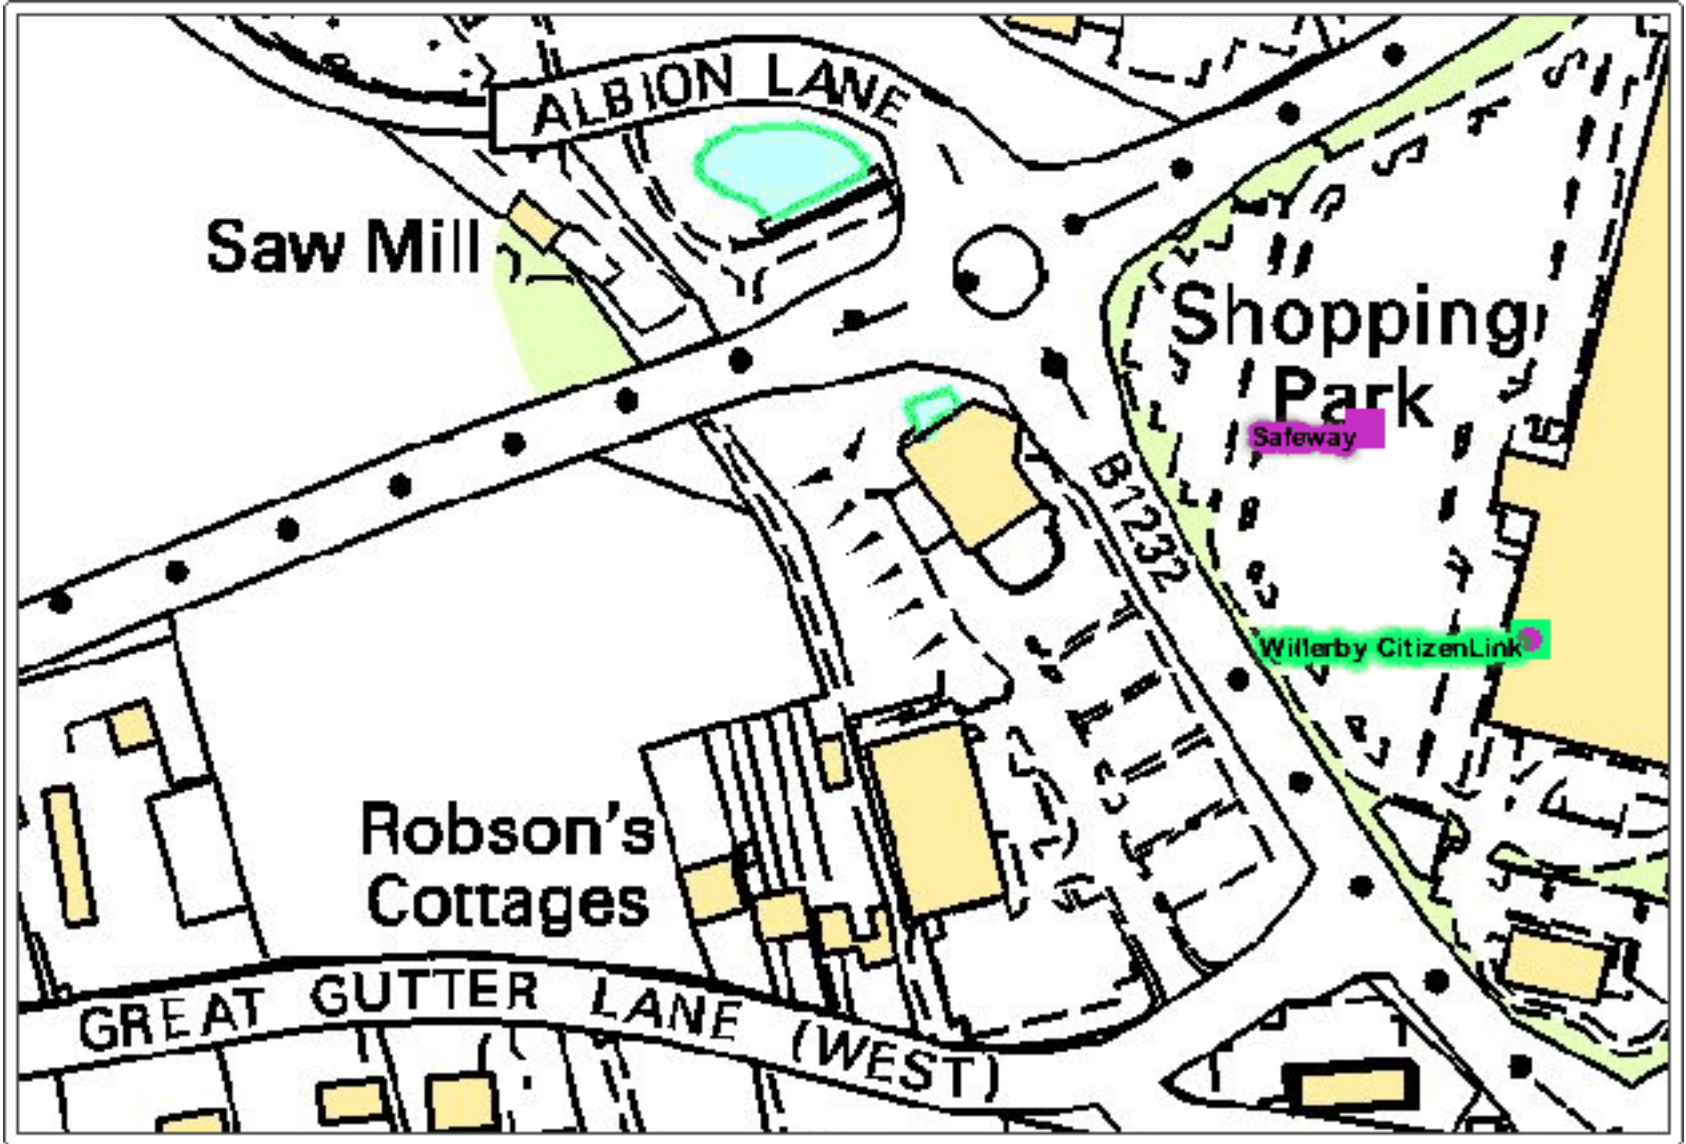 ALBION LANE
Saw Mill
Shopping
Park
Safeway
B1232
Willerby CitizenLink
Robson's
Cottages
GREAT GUTTER LANE (WEST)